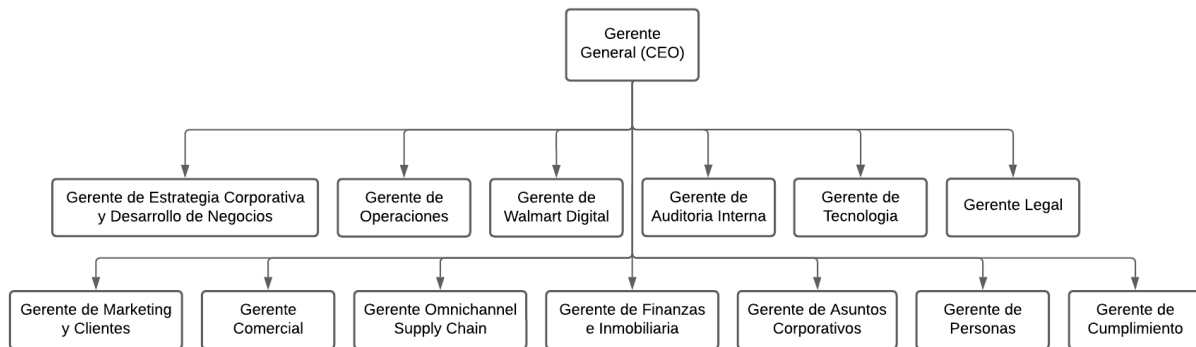 Gerente
General (CEO)
Gerente de Estrategia Corporativa
y Desarrollo de Negocios
Gerente de
Operaciones
Gerente de
Walmart Digital
Gerente de
Auditoria Interna
Gerente de
Tecnologia
Gerente Legal
Gerente de Marketing
y Clientes
Gerente
Comercial
Gerente Omnichannel
Supply Chain
Gerente de Finanzas
e Inmobiliaria
Gerente de Asuntos
Corporativos
Gerente de
Personas
Gerente de
Cumplimiento